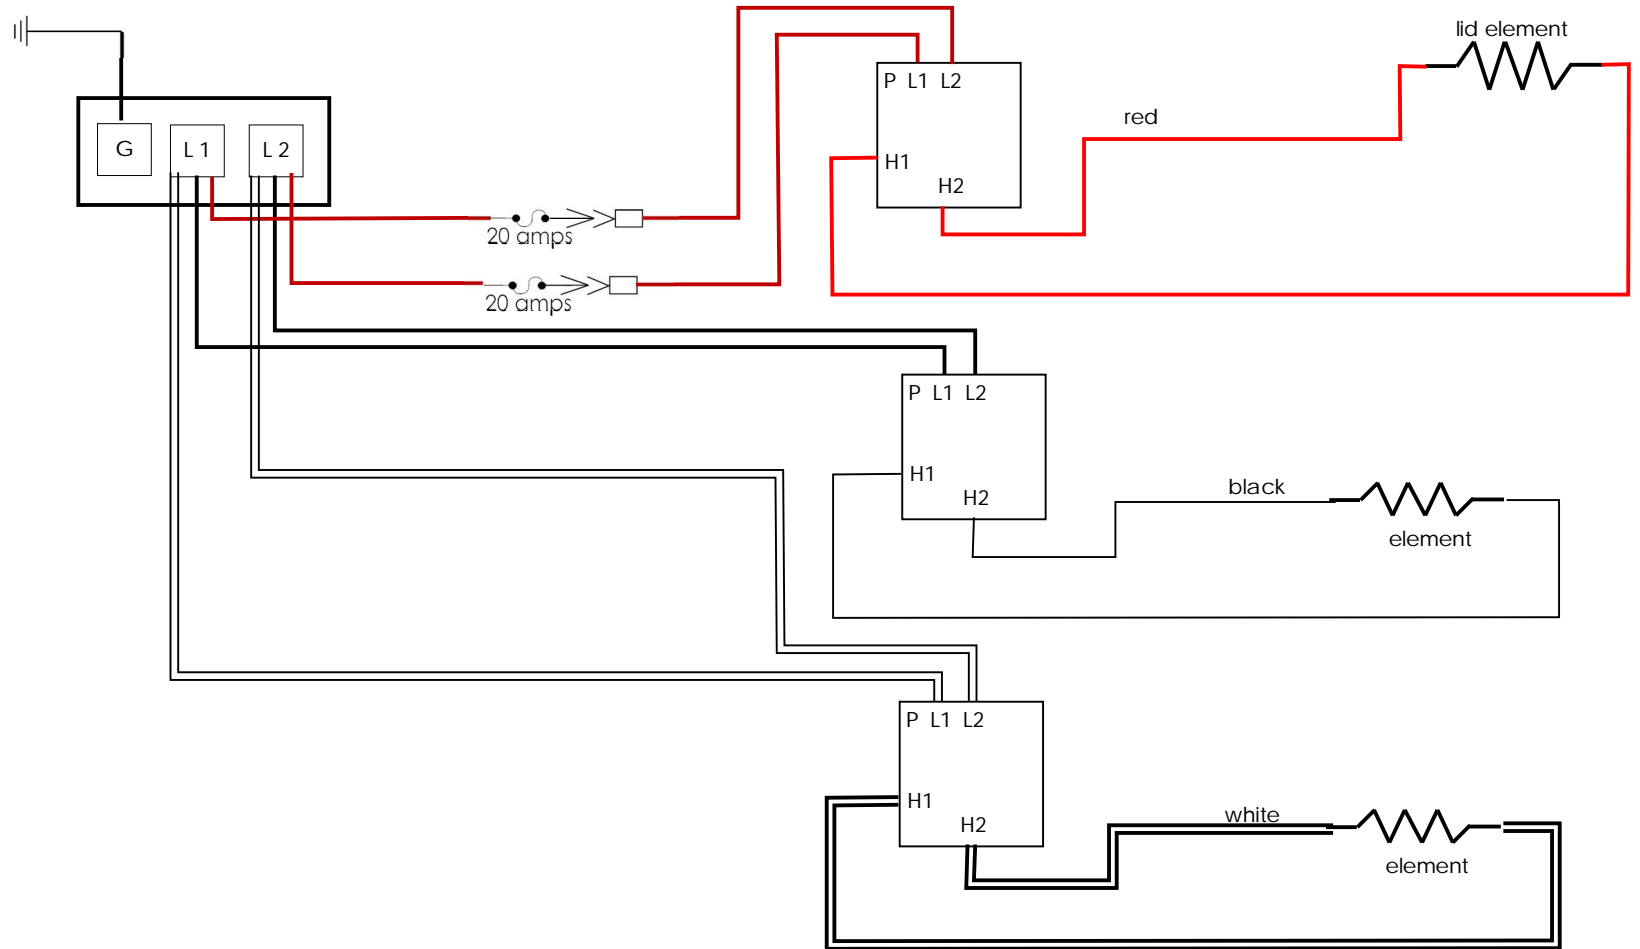 lid element
P L1 L2
red
G L 1 L 2
H1
H2
20 amps
20 amps
P L1 L2
H1
black
H2
element
P L1 L2
H1
white
H2
element